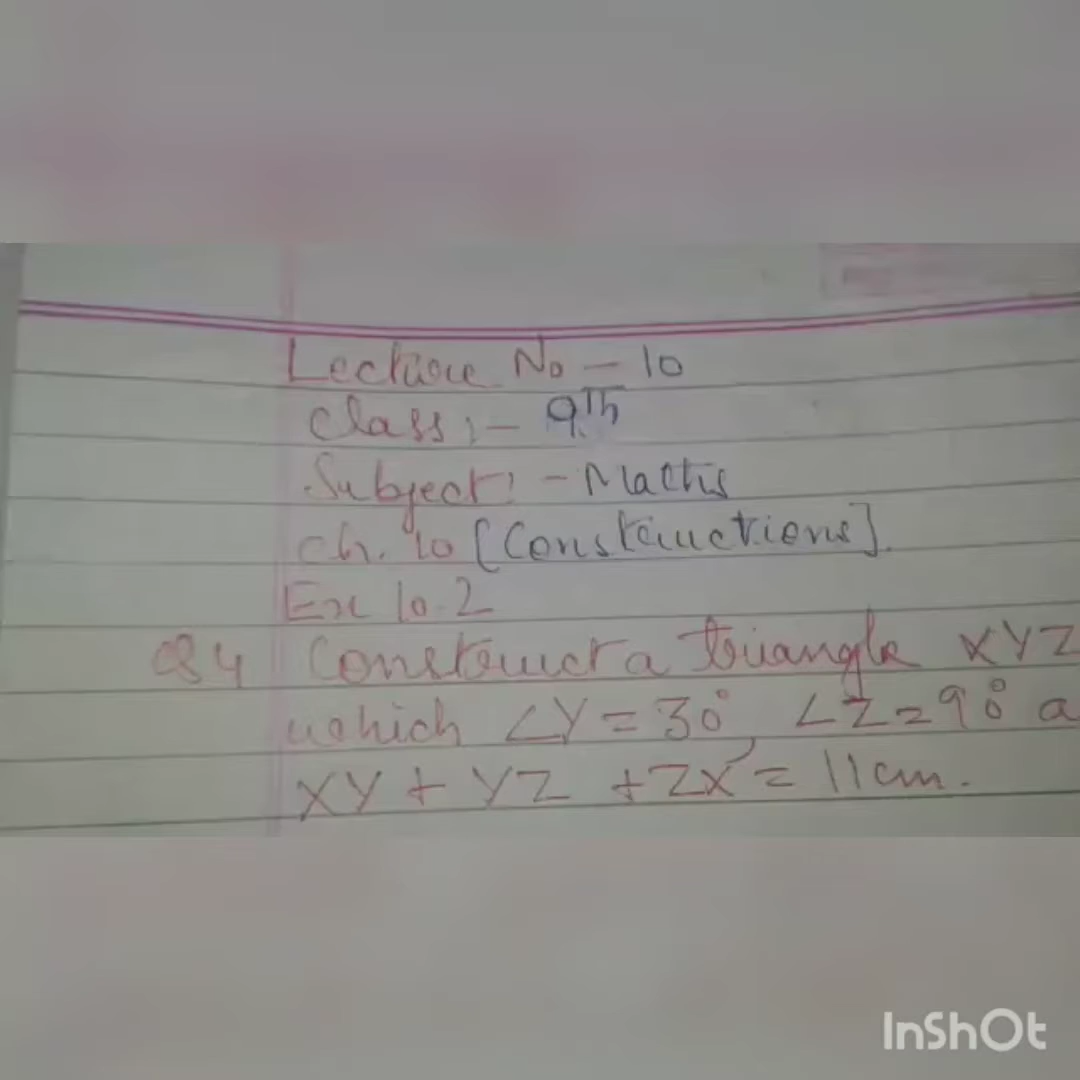 Lecture No - 10
Class :- 9Th
Subject :- Maths
Ch. 10 [Constructions].
Ex 10.2
Q4 Construct a triangle XYZ
which ∠Y = 30°, ∠Z = 90° a
XY + YZ + ZX = 11cm.
InShOt